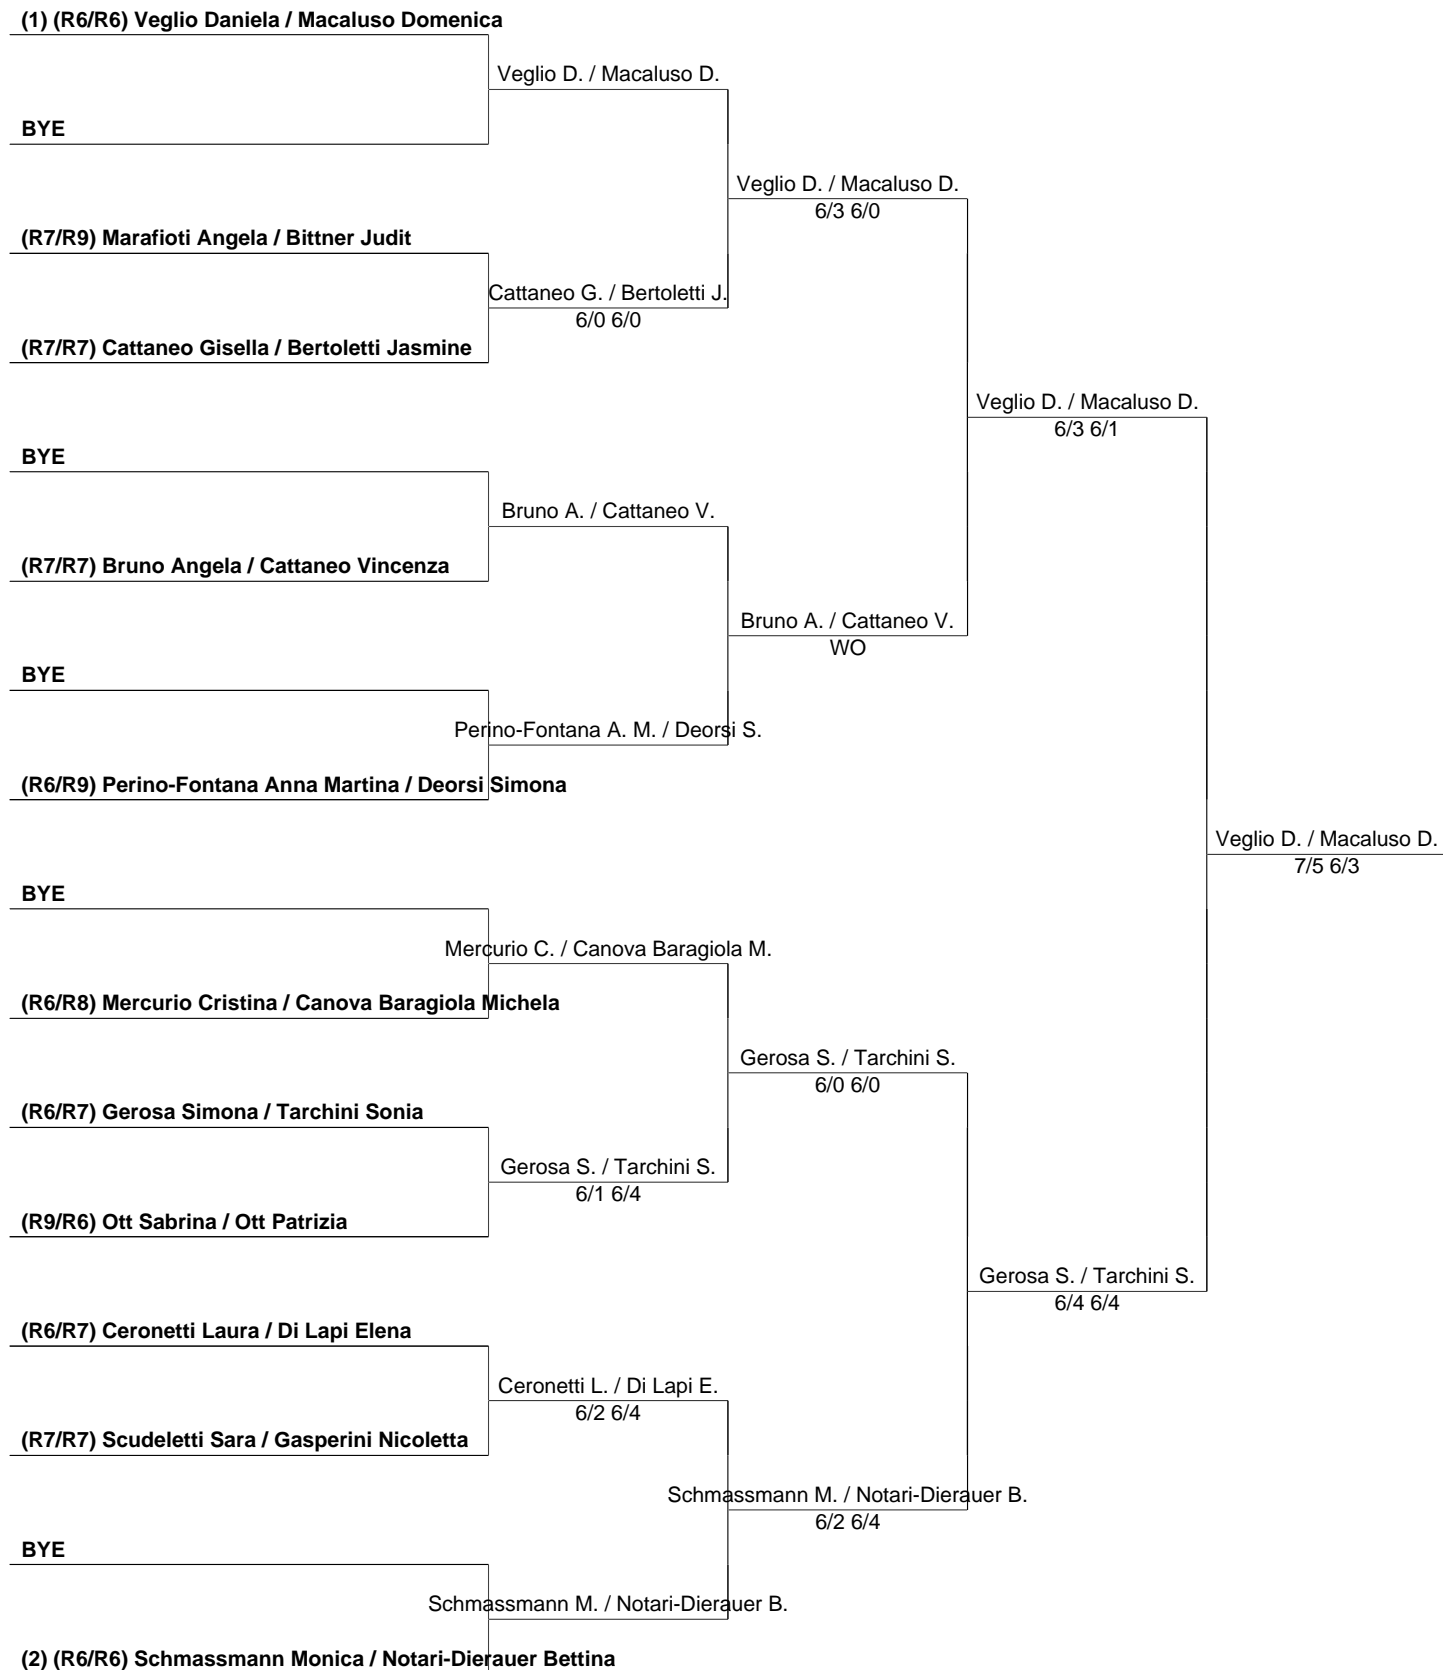 (1) (R6/R6) Veglio Daniela / Macaluso Domenica
Veglio D. / Macaluso D.
BYE
Veglio D. / Macaluso D.
6/3 6/0
(R7/R9) Marafioti Angela / Bittner Judit
Cattaneo G. / Bertoletti J.
6/0 6/0
(R7/R7) Cattaneo Gisella / Bertoletti Jasmine
Veglio D. / Macaluso D.
6/3 6/1
BYE
Bruno A. / Cattaneo V.
(R7/R7) Bruno Angela / Cattaneo Vincenza
Bruno A. / Cattaneo V.
WO
BYE
Perino-Fontana A. M. / Deorsi S.
(R6/R9) Perino-Fontana Anna Martina / Deorsi Simona
Veglio D. / Macaluso D.
7/5 6/3
BYE
Mercurio C. / Canova Baragiola M.
(R6/R8) Mercurio Cristina / Canova Baragiola Michela
Gerosa S. / Tarchini S.
6/0 6/0
(R6/R7) Gerosa Simona / Tarchini Sonia
Gerosa S. / Tarchini S.
6/1 6/4
(R9/R6) Ott Sabrina / Ott Patrizia
Gerosa S. / Tarchini S.
6/4 6/4
(R6/R7) Ceronetti Laura / Di Lapi Elena
Ceronetti L. / Di Lapi E.
6/2 6/4
(R7/R7) Scudeletti Sara / Gasperini Nicoletta
Schmassmann M. / Notari-Dierauer B.
6/2 6/4
BYE
Schmassmann M. / Notari-Dierauer B.
(2) (R6/R6) Schmassmann Monica / Notari-Dierauer Bettina